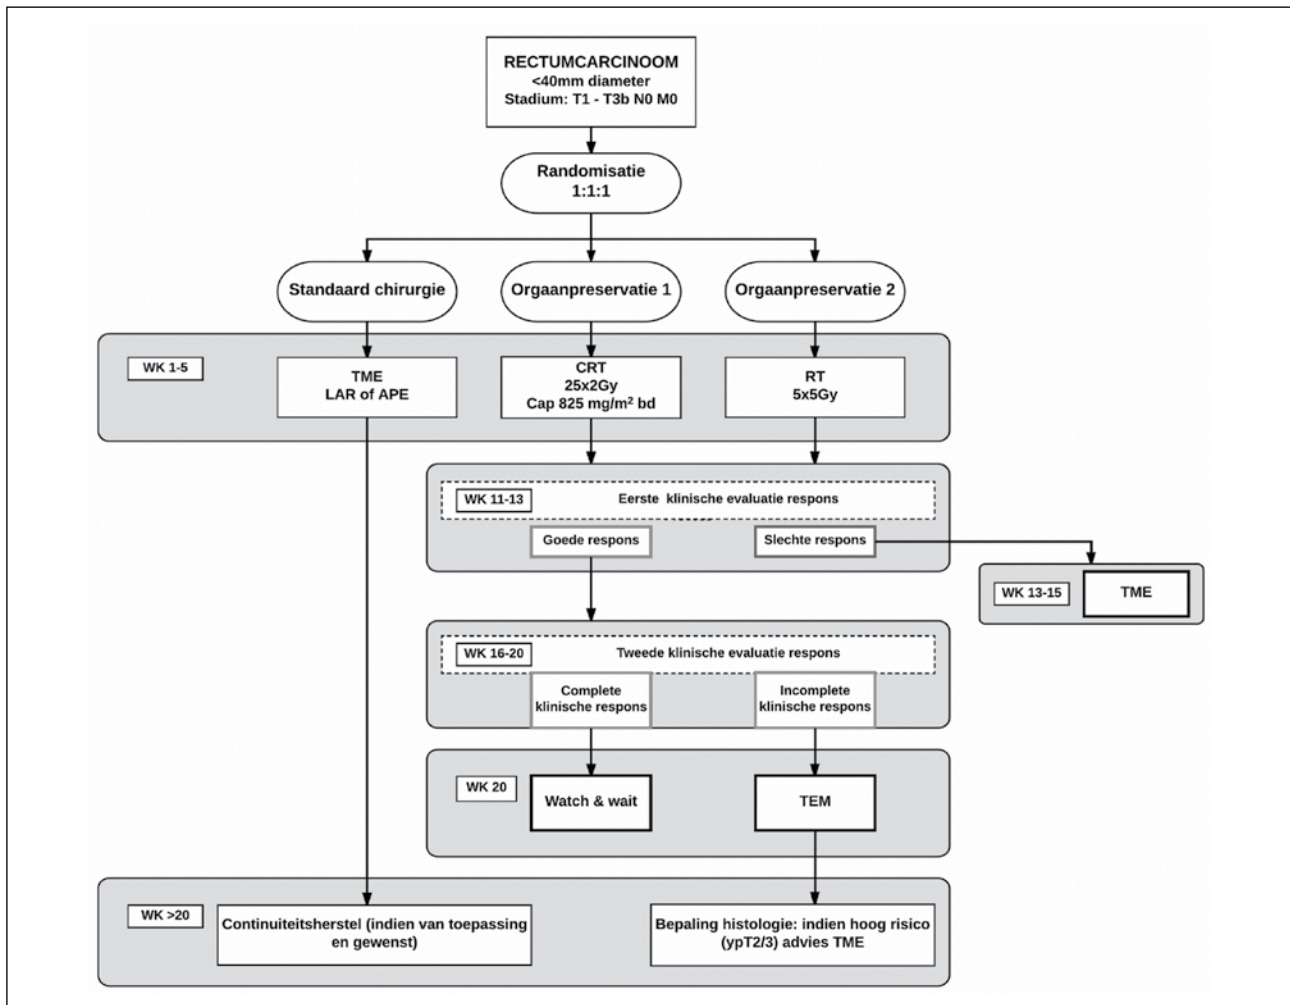 RECTUMCARCINOOM
<40mm diameter
Stadium: T1 - T3b N0 M0
Randomisatie
1:1:1
Standaard chirurgie
Orgaanpreservatie 1
Orgaanpreservatie 2
WK 1-5
TME
LAR of APE
CRT
25x2Gy
Cap 825 mg/m² bd
RT
5x5Gy
WK 11-13
Eerste klinische evaluatie respons
Goede respons
Slechte respons
WK 13-15
TME
WK 16-20
Tweede klinische evaluatie respons
Complete
klinische respons
Incomplete
klinische respons
WK 20
Watch & wait
TEM
WK >20
Continuiteitsherstel (indien van toepassing
en gewenst)
Bepaling histologie: indien hoog risico
(ypT2/3) advies TME